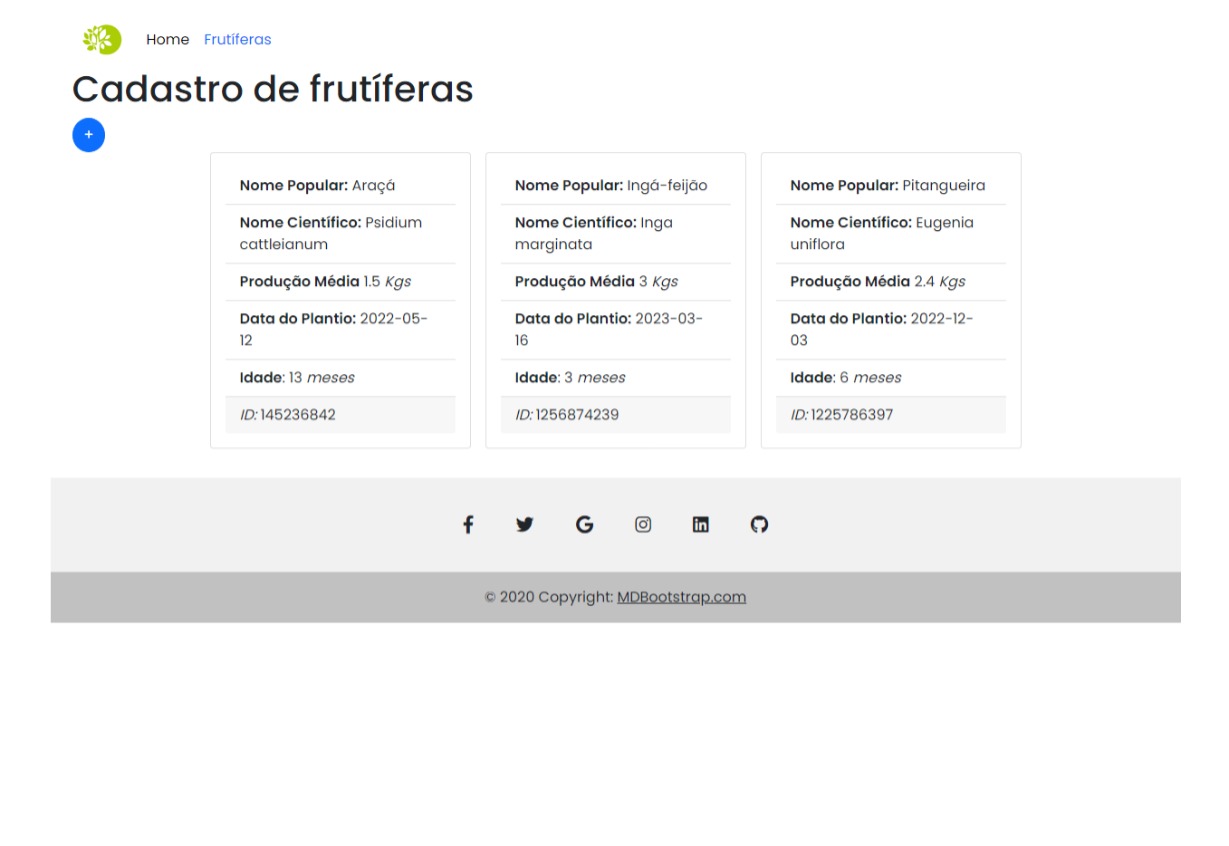 Home Frutíferas
Cadastro de frutíferas
+
Nome Popular: Araçá
Nome Científico: Psidium
cattleianum
Produção Média 1.5 Kgs
Data do Plantio: 2022-05-
12
Idade: 13 meses
ID: 145236842
Nome Popular: Ingá-feijão
Nome Científico: Inga
marginata
Produção Média 3 Kgs
Data do Plantio: 2023-03-
16
Idade: 3 meses
ID: 1256874239
Nome Popular: Pitangueira
Nome Científico: Eugenia
uniflora
Produção Média 2.4 Kgs
Data do Plantio: 2022-12-
03
Idade: 6 meses
ID: 1225786397
© 2020 Copyright: MDBootstrap.com